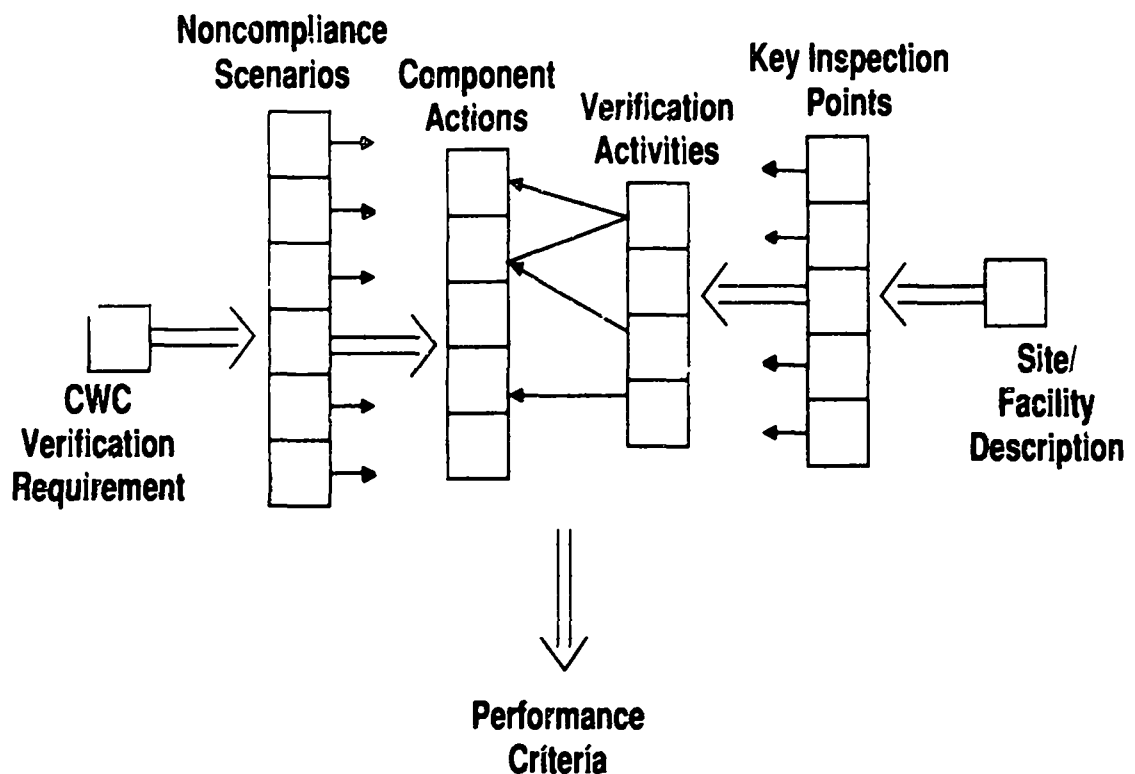 Noncompliance
Scenarios
Component
Actions
Verification
Activities
Key Inspection
Points
CWC
Verification
Requirement
Site/
Facility
Description
Performance
Criteria